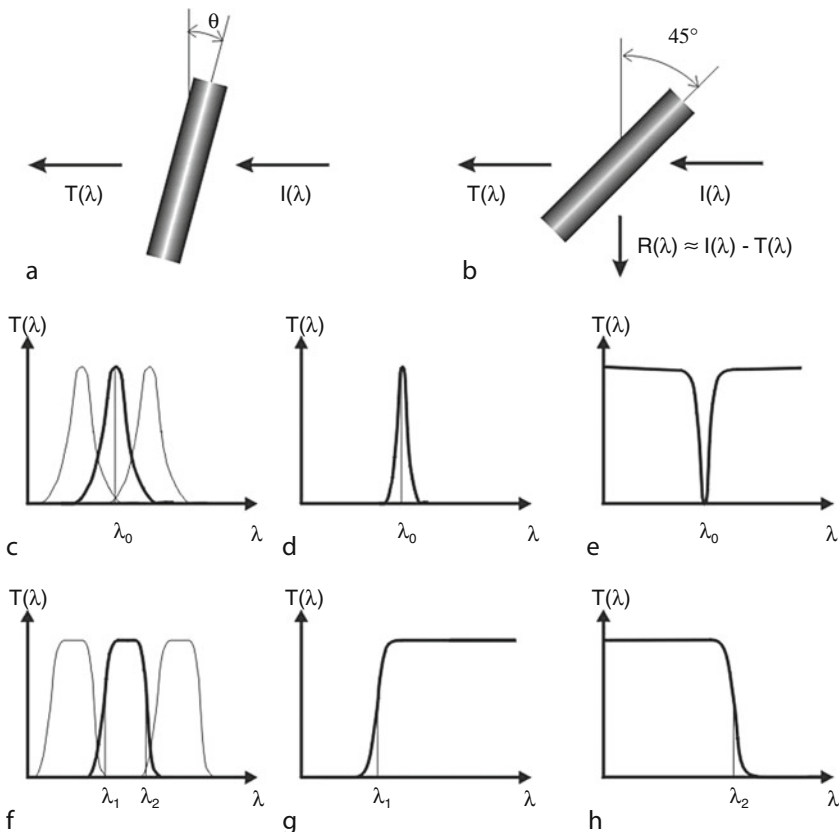 θ
45°
T(λ)
I(λ)
T(λ)
I(λ)
R(λ) ≈ I(λ) - T(λ)
a
b
T(λ)
T(λ)
T(λ)
λ0
λ
λ0
λ
λ0
λ
c
d
e
T(λ)
T(λ)
T(λ)
λ1
λ2
λ
λ1
λ
λ2
λ
f
g
h